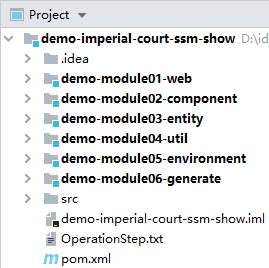 Project
demo-imperial-court-ssm-show D:\id
.idea
demo-module01-web
demo-module02-component
demo-module03-entity
demo-module04-util
demo-module05-environment
demo-module06-generate
src
demo-imperial-court-ssm-show.iml
OperationStep.txt
m pom.xml